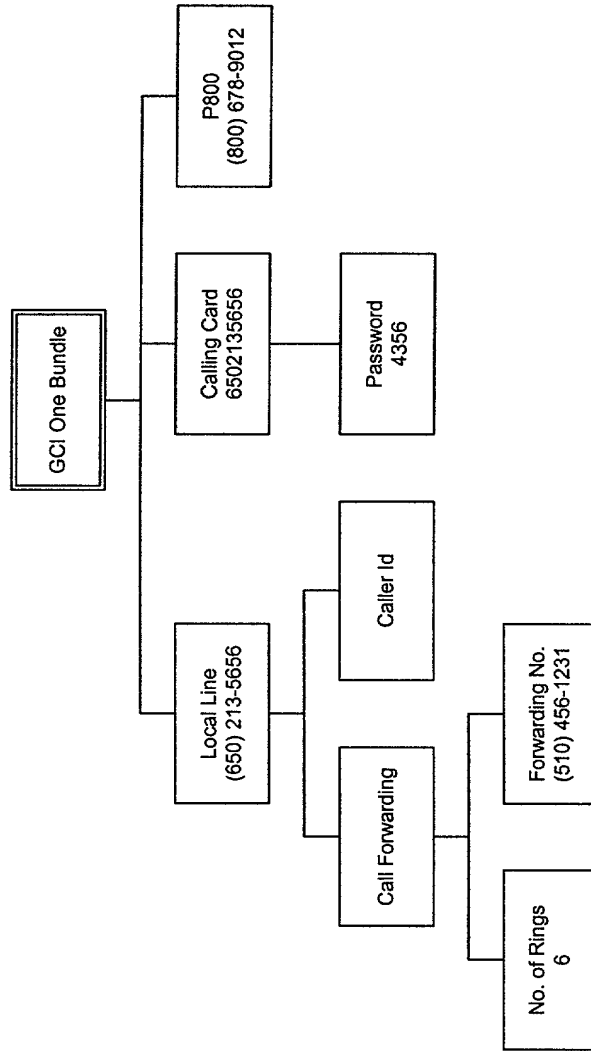 GCI One Bundle
Local Line
(650) 213-5656
Calling Card
6502135656
P800
(800) 678-9012
Call Forwarding
Caller Id
Password
4356
No. of Rings
6
Forwarding No.
(510) 456-1231